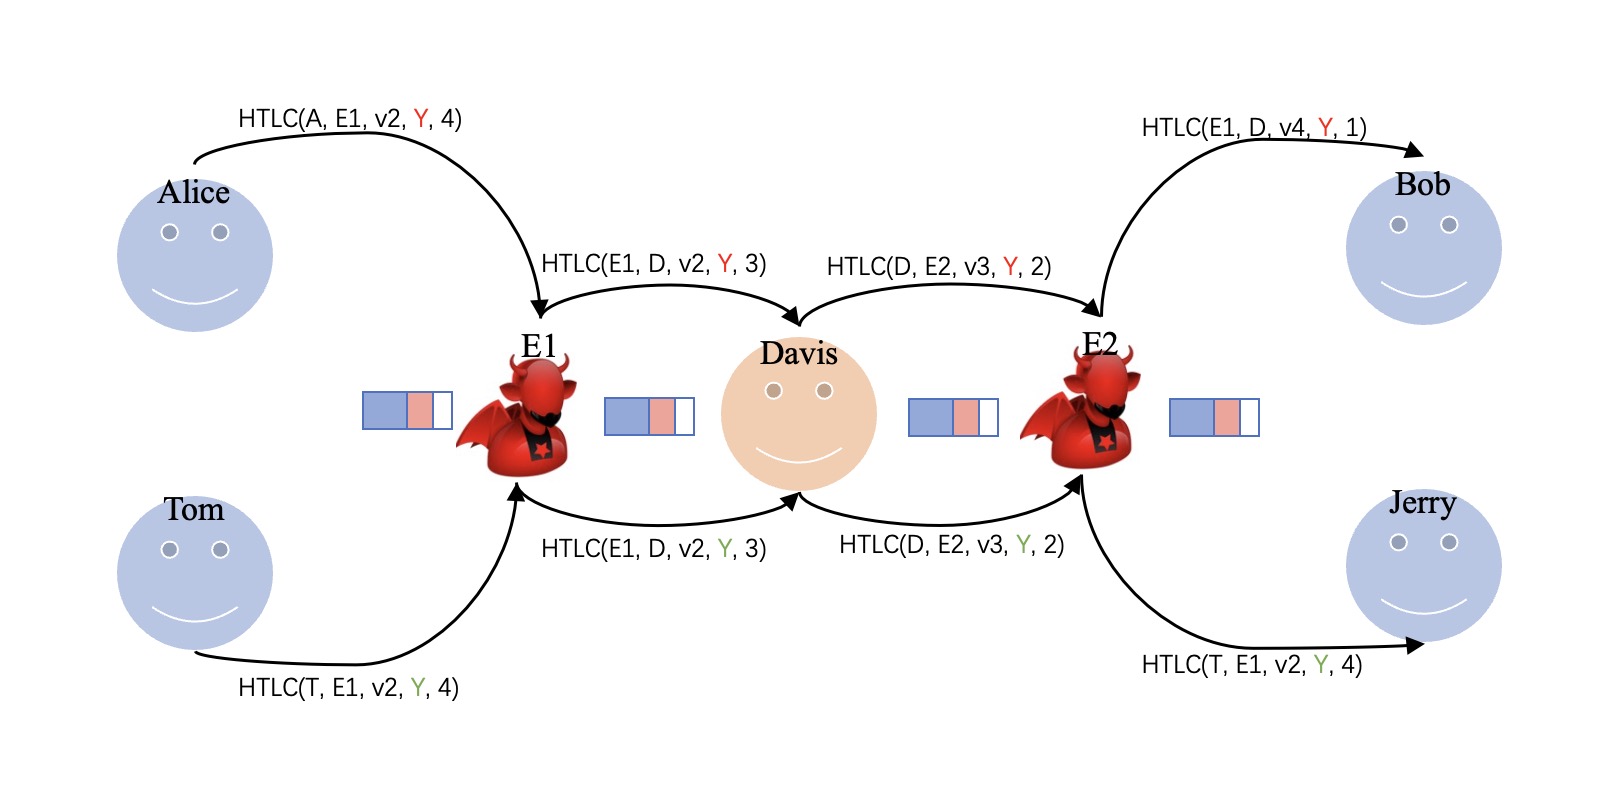 HTLC(A, E1, v2, Y, 4)
HTLC(E1, D, v4, Y, 1)
Alice
Bob
HTLC(E1, D, v2, Y, 3)
HTLC(D, E2, v3, Y, 2)
E1
Davis
E2
Tom
Jerry
HTLC(E1, D, v2, Y, 3)
HTLC(D, E2, v3, Y, 2)
HTLC(T, E1, v2, Y, 4)
HTLC(T, E1, v2, Y, 4)